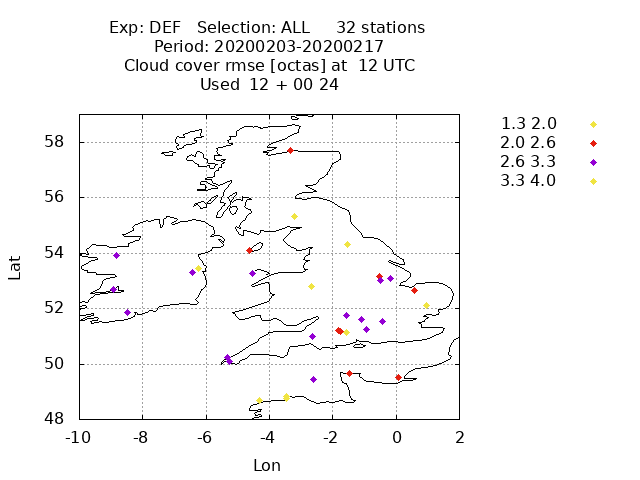 Exp: DEF   Selection: ALL     32 stations
Period: 20200203-20200217
Cloud cover rmse [octas] at  12 UTC
Used  12 + 00 24
1.3 2.0
2.0 2.6
2.6 3.3
3.3 4.0
58
56
54
52
50
48
Lat
-10 -8 -6 -4 -2 0 2
Lon